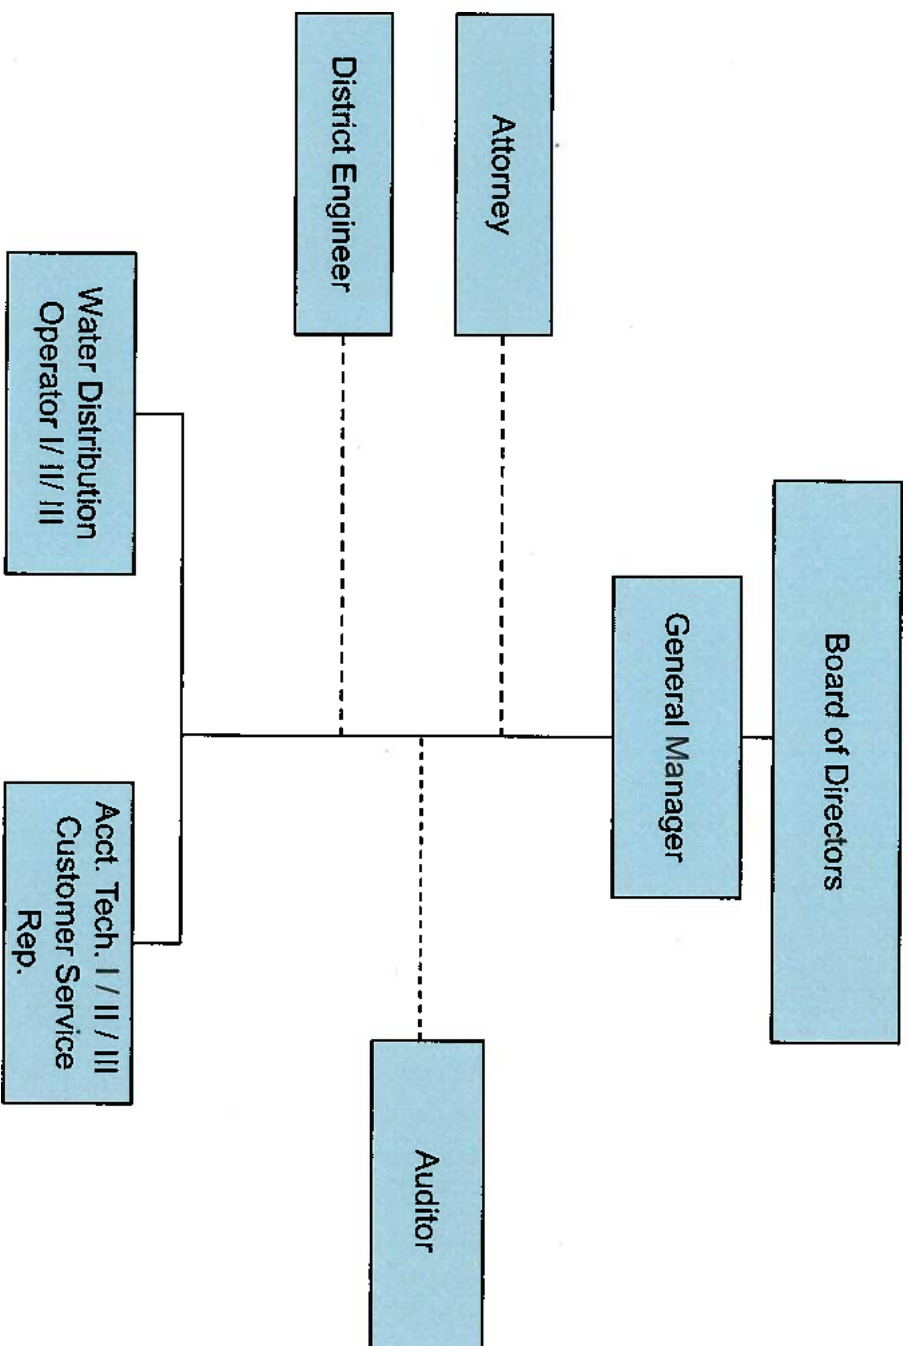 Board of Directors
General Manager
Attorney
Auditor
District Engineer
Water Distribution
Operator I/ II/ III
Acct. Tech. I / II / III
Customer Service
Rep.